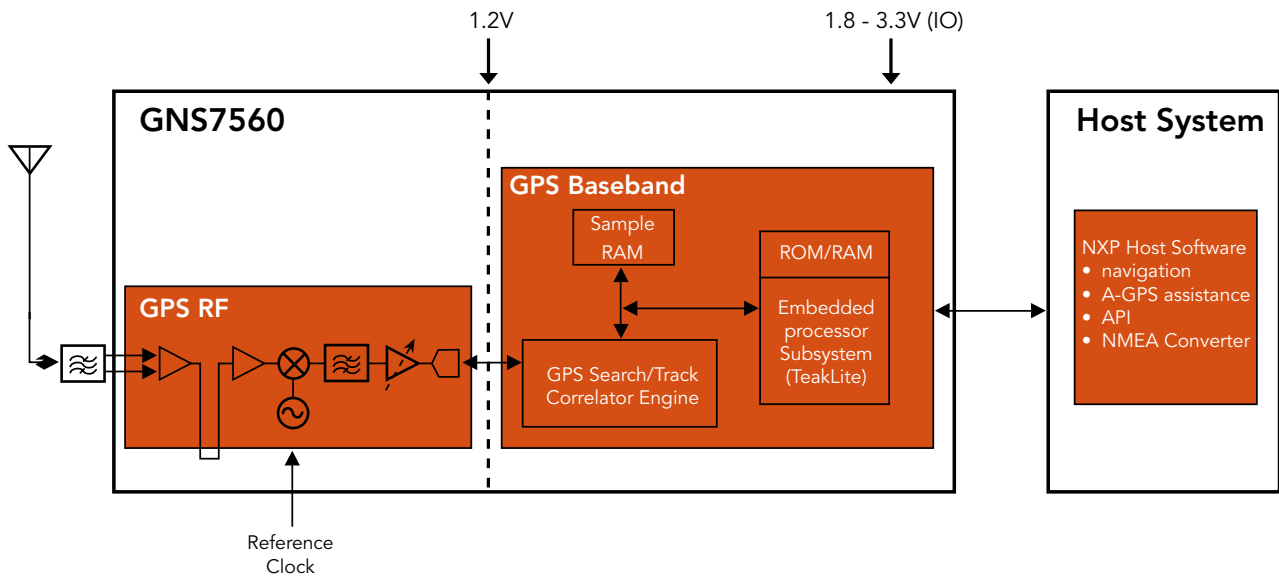 1.2V
1.8 - 3.3V (IO)
GNS7560
Host System
GPS Baseband
Sample
RAM
ROM/RAM
Embedded
processor
Subsystem
(TeakLite)
GPS Search/Track
Correlator Engine
GPS RF
Reference
Clock
NXP Host Software
• navigation
• A-GPS assistance
• API
• NMEA Converter